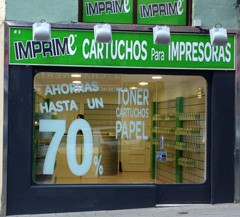 IMPRIMe IMPRIMe
IMPRIMe CARTUCHOS Para IMPRESORAS
AHORRAS
HASTA UN
70%
TONER
CARTUCHOS
PAPEL